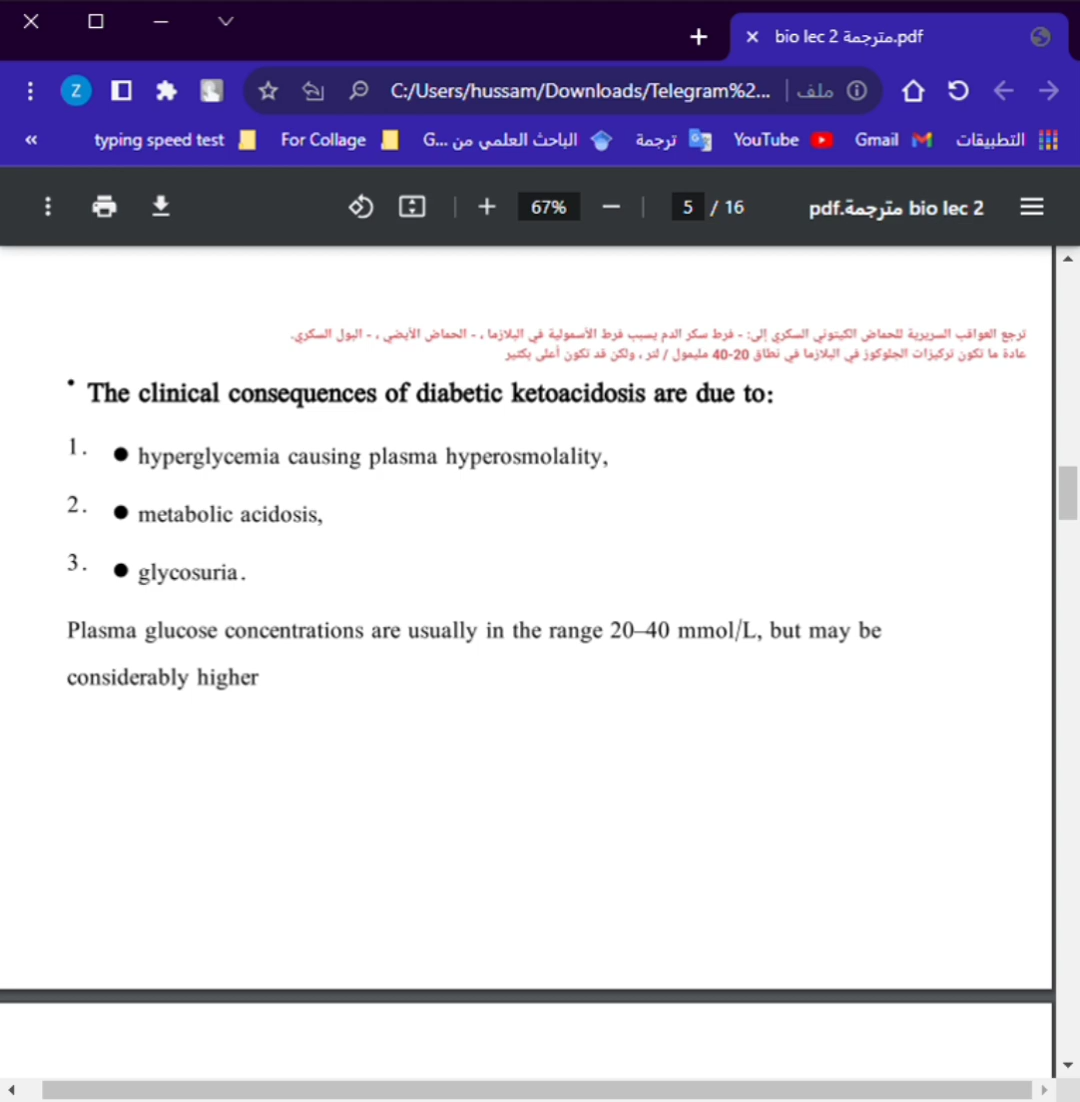 bio lec 2 مترجمة.pdf
Z
C:/Users/hussam/Downloads/Telegram%2... | ملف
typing speed test
For Collage
الباحث العلمي من G...
ترجمة
YouTube
Gmail
التطبيقات
67%
5 / 16
bio lec 2 مترجمة.pdf
ترجع العواقب السريرية للحماض الكيتوني السكري إلى: - فرط سكر الدم يسبب فرط الأسمولية في البلازما ، - الحماض الأيضي ، - البول السكري.
عادة ما تكون تركيزات الجلوكوز في البلازما في نطاق 20-40 مليمول / لتر ، ولكن قد تكون أعلى بكثير
• The clinical consequences of diabetic ketoacidosis are due to:
1. ● hyperglycemia causing plasma hyperosmolality,
2. ● metabolic acidosis,
3. ● glycosuria.
Plasma glucose concentrations are usually in the range 20–40 mmol/L, but may be
considerably higher